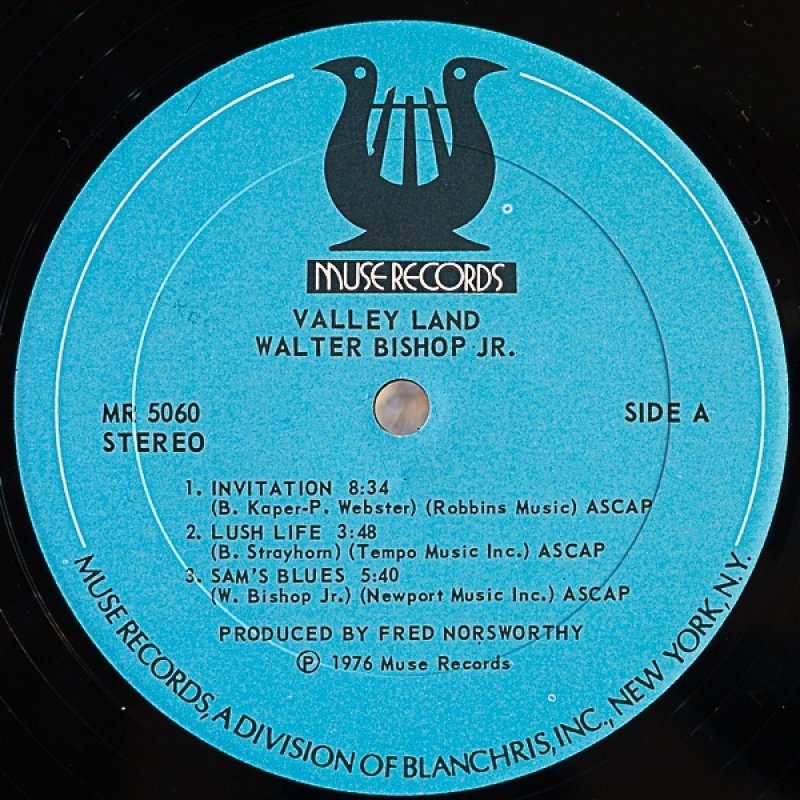 MUSE RECORDS
VALLEY LAND
WALTER BISHOP JR.
MR 5060
STEREO
SIDE A
1. INVITATION 8:34
(B. Kaper-P. Webster) (Robbins Music) ASCAP
2. LUSH LIFE 3:48
(B. Strayhorn) (Tempo Music Inc.) ASCAP
3. SAM'S BLUES 5:40
(W. Bishop Jr.) (Newport Music Inc.) ASCAP
PRODUCED BY FRED NORSWORTHY
℗ 1976 Muse Records
MUSE RECORDS, A DIVISION OF BLANCHRIS, INC., NEW YORK, N.Y.